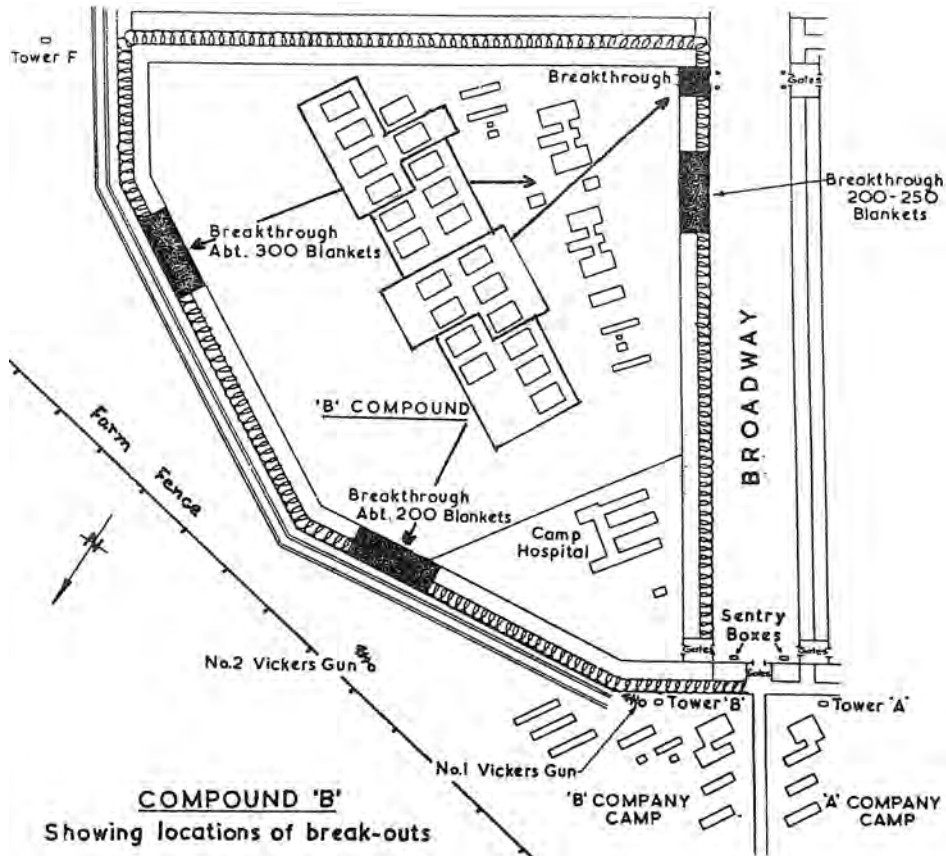 Tower F
Breakthrough
Gates
Breakthrough
200-250
Blankets
Breakthrough
Abt. 300 Blankets
'B' COMPOUND
BROADWAY
Farm
Fence
Breakthrough
Abt. 200 Blankets
Camp
Hospital
N
Sentry
Boxes
Gates
Gates
Gates
No.2 Vickers Gun
Tower 'B'
Tower 'A'
No.1 Vickers Gun
'B' COMPANY
CAMP
'A' COMPANY
CAMP
COMPOUND 'B'
Showing locations of break-outs